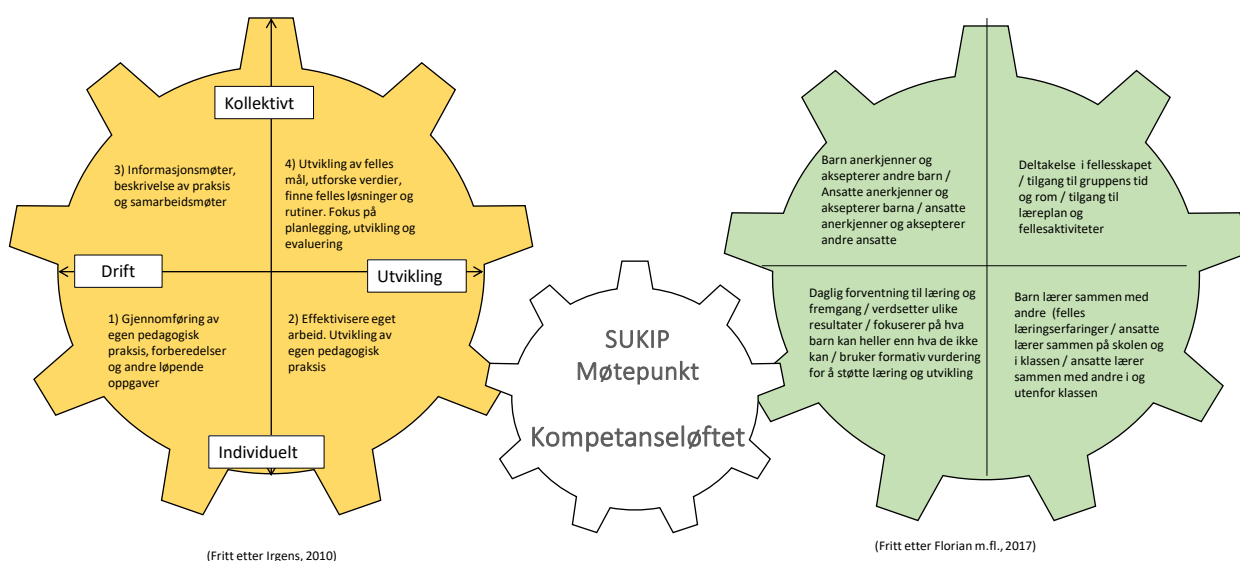 Kollektivt
3) Informasjonsmøter,
beskrivelse av praksis
og samarbeidsmøter
4) Utvikling av felles
mål, utforske verdier,
finne felles løsninger og
rutiner. Fokus på
planlegging, utvikling og
evaluering
Drift
Utvikling
1) Gjennomføring av
egen pedagogisk
praksis, forberedelser
og andre løpende
oppgaver
2) Effektivisere eget
arbeid. Utvikling av
egen pedagogisk
praksis
Individuelt
(Fritt etter Irgens, 2010)
SUKIP
Møtepunkt
Kompetanseløftet
Barn anerkjenner og
aksepterer andre barn /
Ansatte anerkjenner og
aksepterer barna / ansatte
anerkjenner og aksepterer
andre ansatte
Deltakelse i fellesskapet
/ tilgang til gruppens tid
og rom / tilgang til
læreplan og
fellesaktiviteter
Daglig forventning til læring og
fremgang / verdsetter ulike
resultater / fokuserer på hva
barn kan heller enn hva de ikke
kan / bruker formativ vurdering
for å støtte læring og utvikling
Barn lærer sammen med
andre (felles
læringserfaringer / ansatte
lærer sammen på skolen og
i klassen / ansatte lærer
sammen med andre i og
utenfor klassen
(Fritt etter Florian m.fl., 2017)